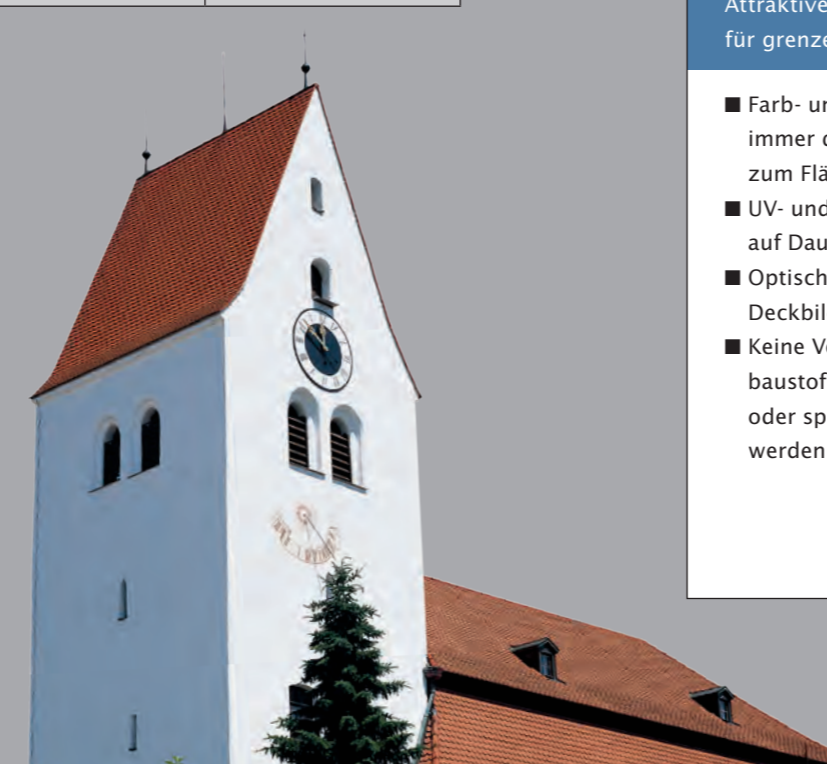 Attraktive
für grenze
■ Farb- ur
immer d
zum Flä
■ UV- und
auf Dau
■ Optisch
Deckbil
■ Keine Ve
baustof
oder sp
werden